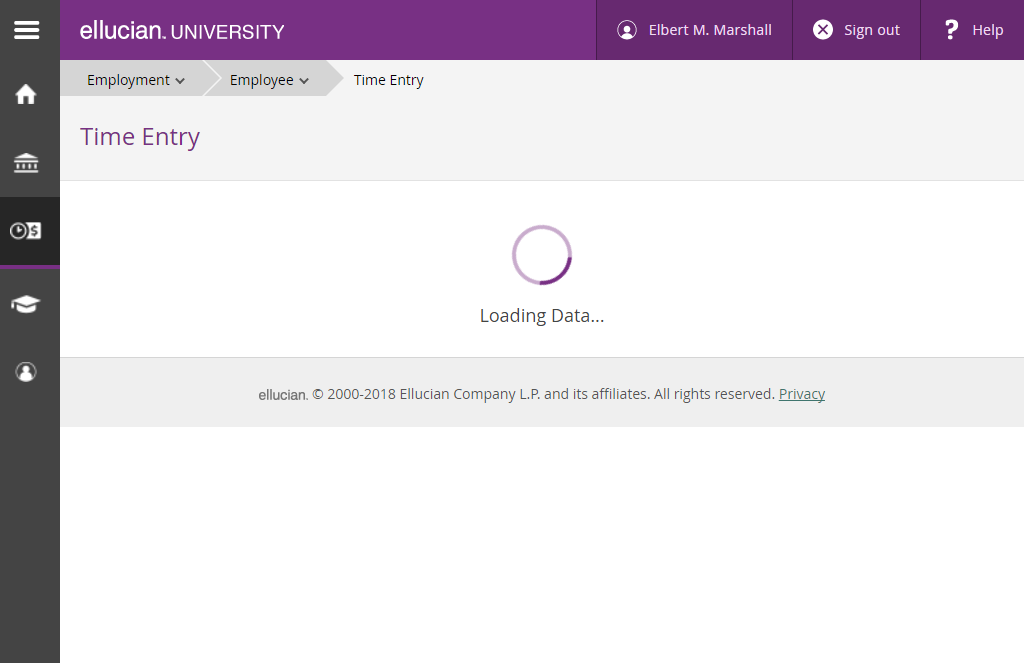 ellucian. UNIVERSITY
Elbert M. Marshall
Sign out
? Help
Employment
Employee
Time Entry
Time Entry
$
Loading Data...
ellucian. © 2000-2018 Ellucian Company L.P. and its affiliates. All rights reserved. Privacy